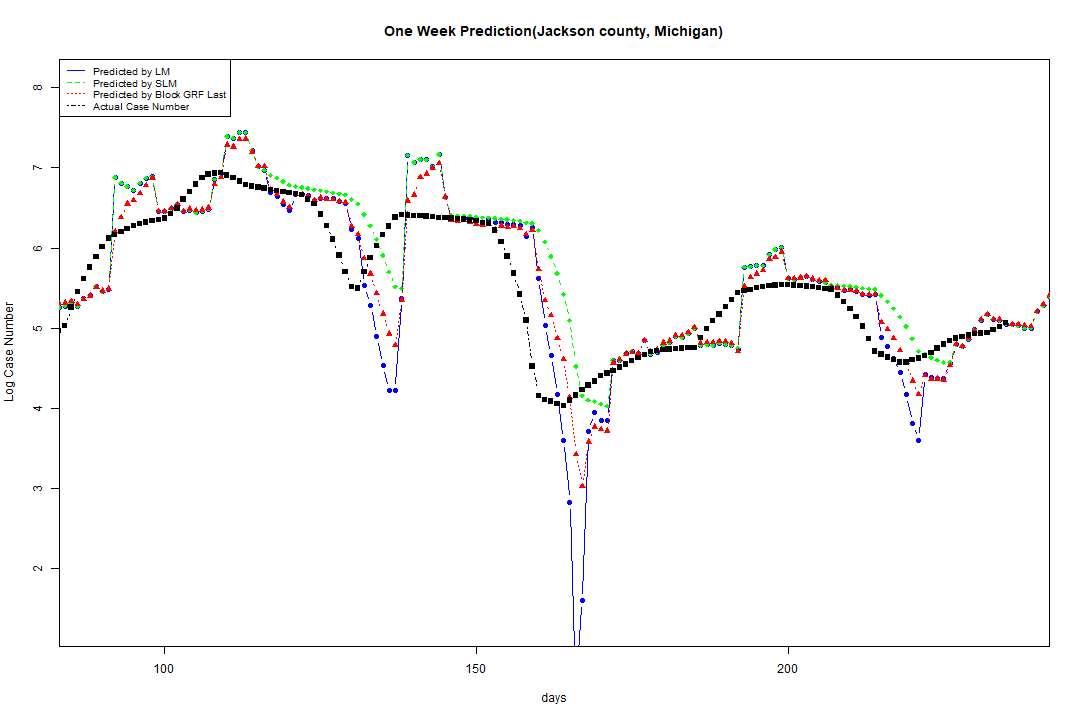 One Week Prediction(Jackson county, Michigan)
Predicted by LM
Predicted by SLM
Predicted by Block GRF Last
Actual Case Number
8
7
6
5
4
3
2
Log Case Number
100 150 200
days